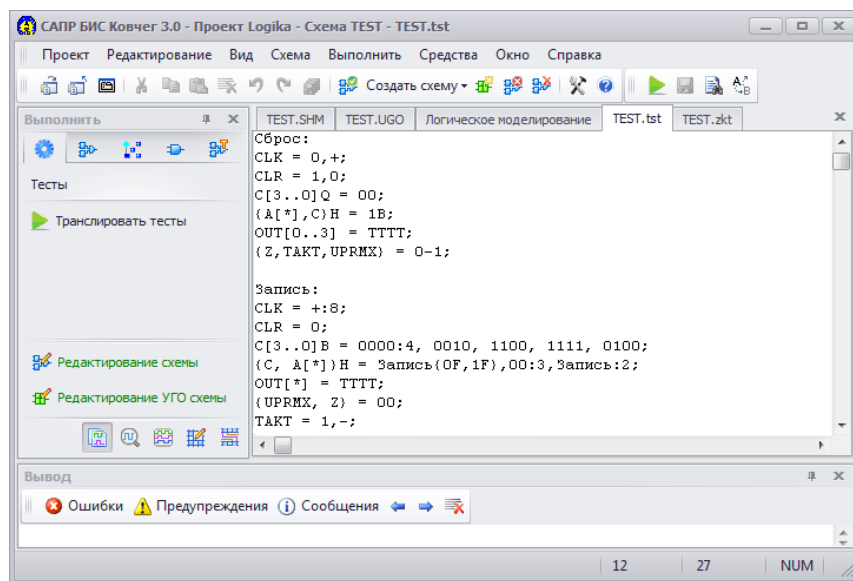 САПР БИС Ковчег 3.0 - Проект Logika - Схема TEST - TEST.tst
Проект Редактирование Вид Схема Выполнить Средства Окно Справка
Создать схему
Выполнить
TEST.SHM TEST.UGO Логическое моделирование TEST.tst TEST.zkt
Тесты
Транслировать тесты
Редактирование схемы
Редактирование УГО схемы
Сброс:
CLK = 0,+;
CLR = 1,0;
C[3..0]Q = 00;
{A[*],C}H = 1B;
OUT[0..3] = TTTT;
{Z,TAKT,UPRMX} = 0-1;
Запись:
CLK = +:8;
CLR = 0;
C[3..0]B = 0000:4, 0010, 1100, 1111, 0100;
{C, A[*]}H = Запись{0F,1F},00:3,Запись:2;
OUT[*] = TTTT;
{UPRMX, Z} = 00;
TAKT = 1,-;
Вывод
Ошибки Предупреждения Сообщения
12 27 NUM